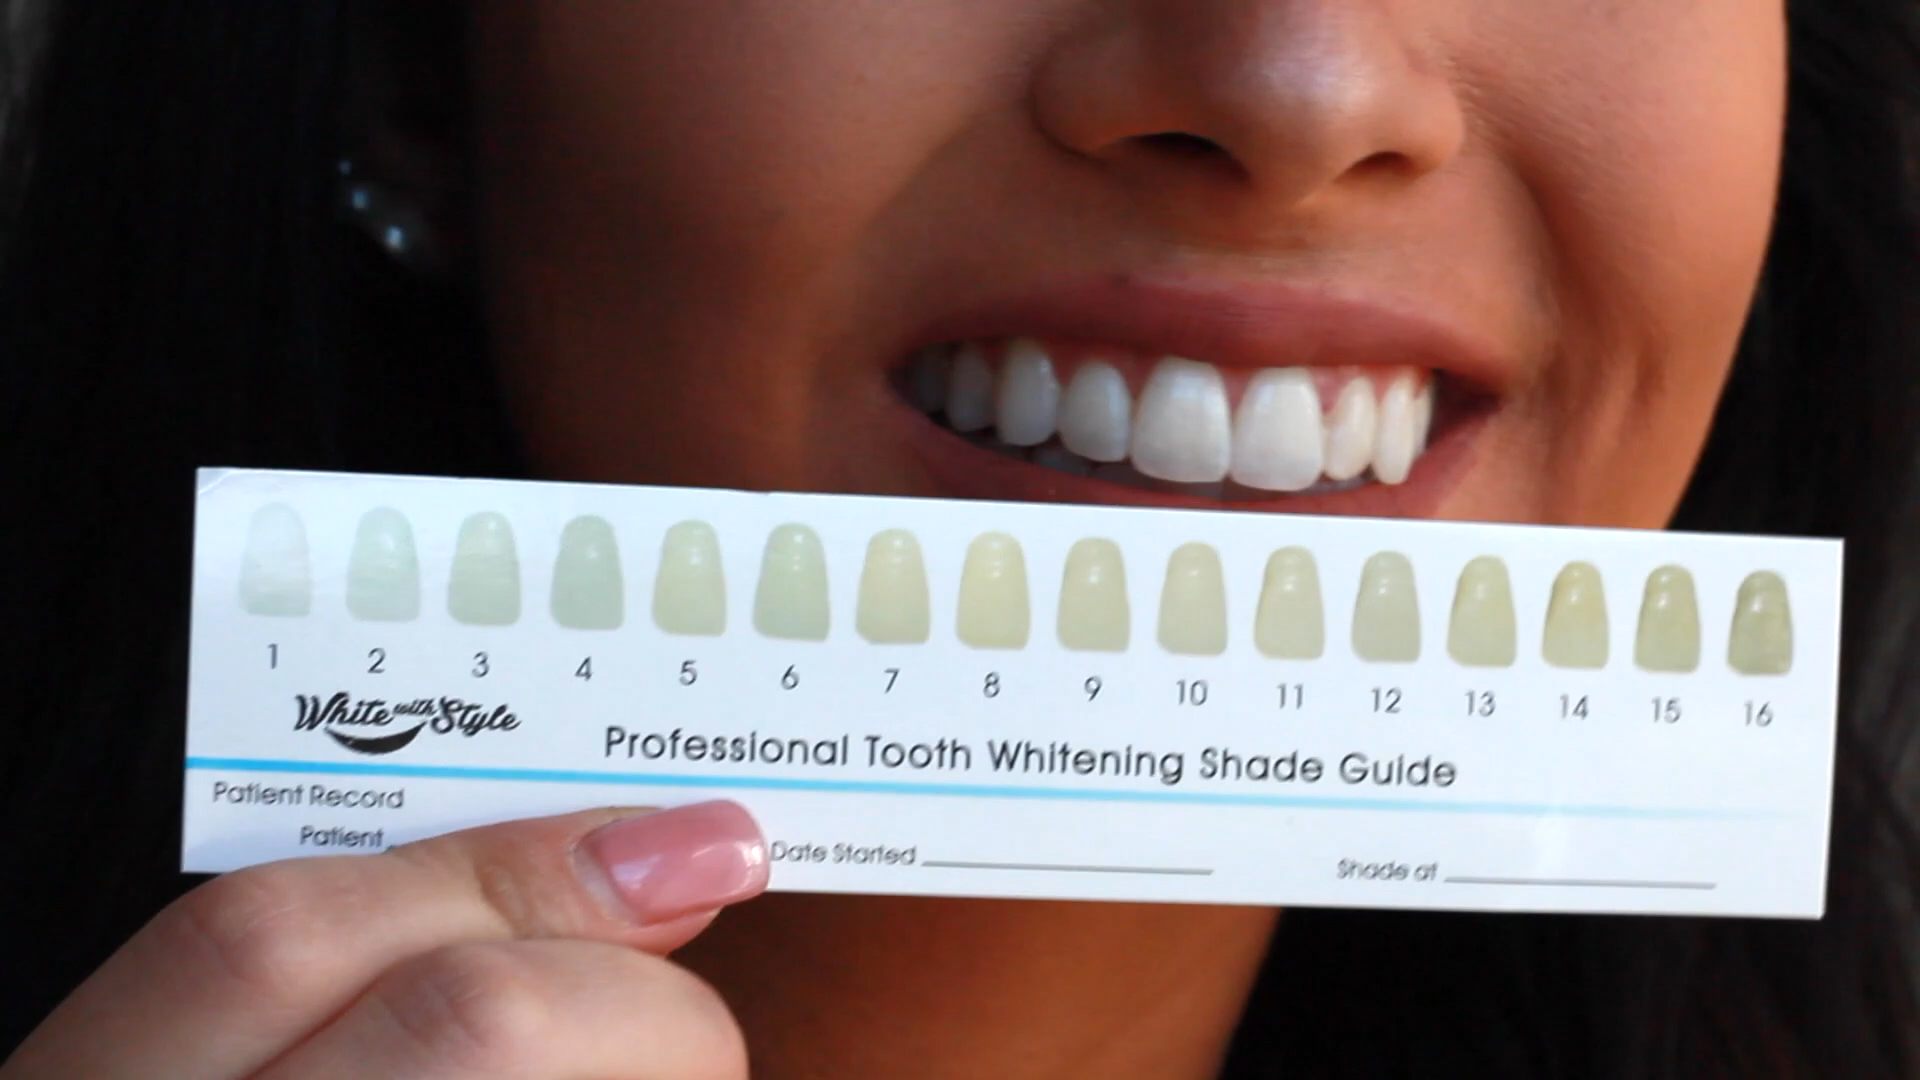 1 2 3 4 5 6 7 8 9 10 11 12 13 14 15 16
White with Style
Professional Tooth Whitening Shade Guide
Patient Record
Patient
Date Started
Shade at